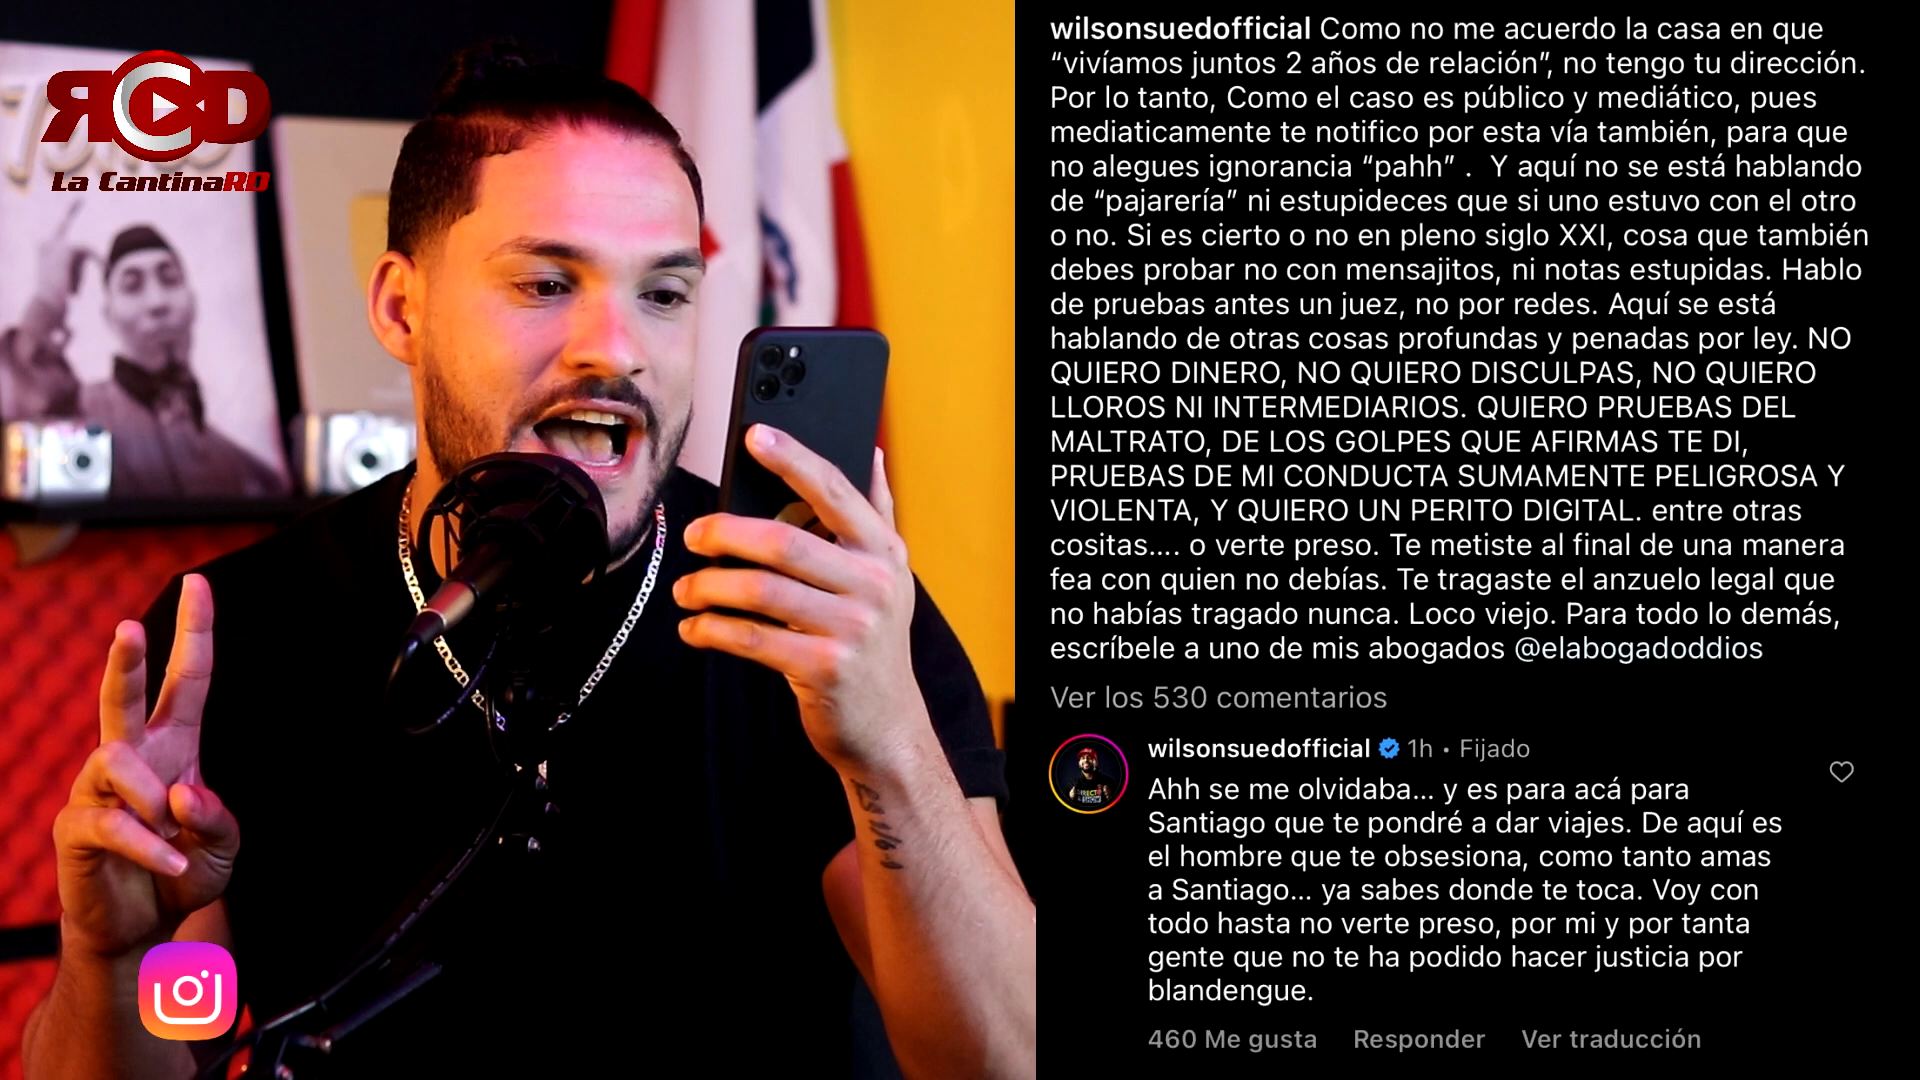 RCD
La CantinaRD
wilsonsuedofficial Como no me acuerdo la casa en que
“vivíamos juntos 2 años de relación”, no tengo tu dirección.
Por lo tanto, Como el caso es público y mediático, pues
mediaticamente te notifico por esta vía también, para que
no alegues ignorancia “pahh” .  Y aquí no se está hablando
de “pajarería” ni estupideces que si uno estuvo con el otro
o no. Si es cierto o no en pleno siglo XXI, cosa que también
debes probar no con mensajitos, ni notas estupidas. Hablo
de pruebas antes un juez, no por redes. Aquí se está
hablando de otras cosas profundas y penadas por ley. NO
QUIERO DINERO, NO QUIERO DISCULPAS, NO QUIERO
LLOROS NI INTERMEDIARIOS. QUIERO PRUEBAS DEL
MALTRATO, DE LOS GOLPES QUE AFIRMAS TE DI,
PRUEBAS DE MI CONDUCTA SUMAMENTE PELIGROSA Y
VIOLENTA, Y QUIERO UN PERITO DIGITAL. entre otras
cositas.... o verte preso. Te metiste al final de una manera
fea con quien no debías. Te tragaste el anzuelo legal que
no habías tragado nunca. Loco viejo. Para todo lo demás,
escríbele a uno de mis abogados @elabogadoddios
Ver los 530 comentarios
wilsonsuedofficial 1h • Fijado
Ahh se me olvidaba... y es para acá para
Santiago que te pondré a dar viajes. De aquí es
el hombre que te obsesiona, como tanto amas
a Santiago... ya sabes donde te toca. Voy con
todo hasta no verte preso, por mi y por tanta
gente que no te ha podido hacer justicia por
blandengue.
460 Me gusta Responder Ver traducción